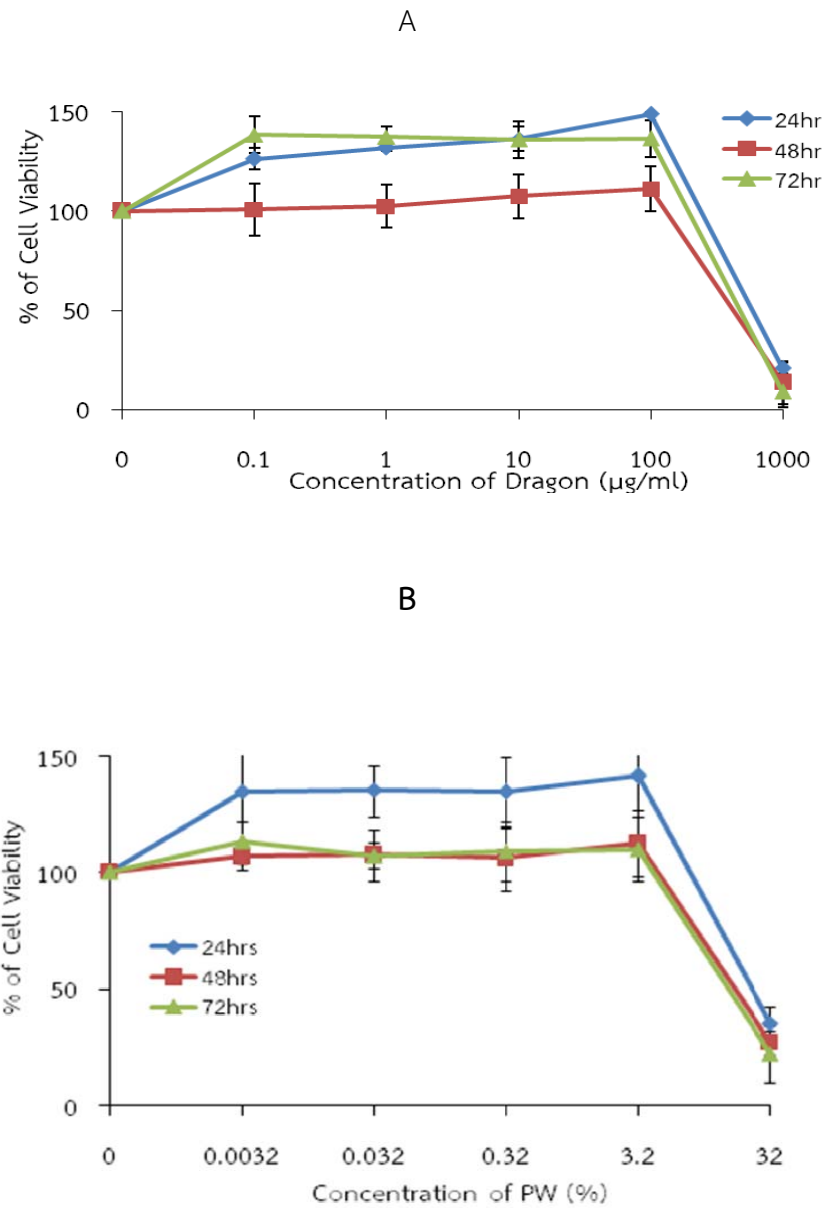 A
150
100
50
0
% of Cell Viability
24hr
48hr
72hr
0 0.1 1 10 100 1000
Concentration of Dragon (µg/ml)
B
150
100
50
0
% of Cell Viability
24hrs
48hrs
72hrs
0 0.0032 0.032 0.32 3.2 32
Concentration of PW (%)